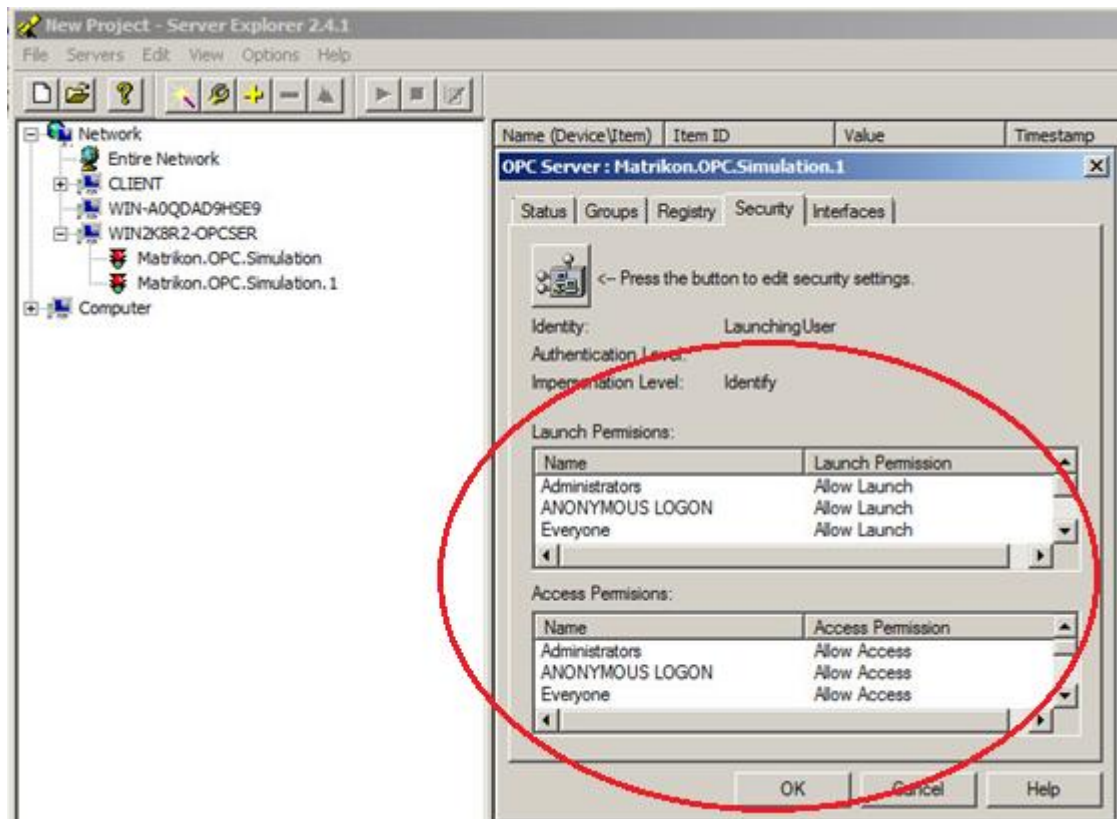 New Project - Server Explorer 2.4.1
File Servers Edit View Options Help
Network
Entire Network
CLIENT
WIN-A0QDAD9HSE9
WIN2K8R2-OPCSER
Matrikon.OPC.Simulation
Matrikon.OPC.Simulation.1
Computer
Name (Device\Item) Item ID Value Timestamp
OPC Server : Matrikon.OPC.Simulation.1
Status Groups Registry Security Interfaces
<-- Press the button to edit security settings.
Identity: LaunchingUser
Authentication Level:
Impersonation Level: Identify
Launch Permisions:
Name Launch Permission
Administrators Allow Launch
ANONYMOUS LOGON Allow Launch
Everyone Allow Launch
Access Permisions:
Name Access Permission
Administrators Allow Access
ANONYMOUS LOGON Allow Access
Everyone Allow Access
OK Cancel Help